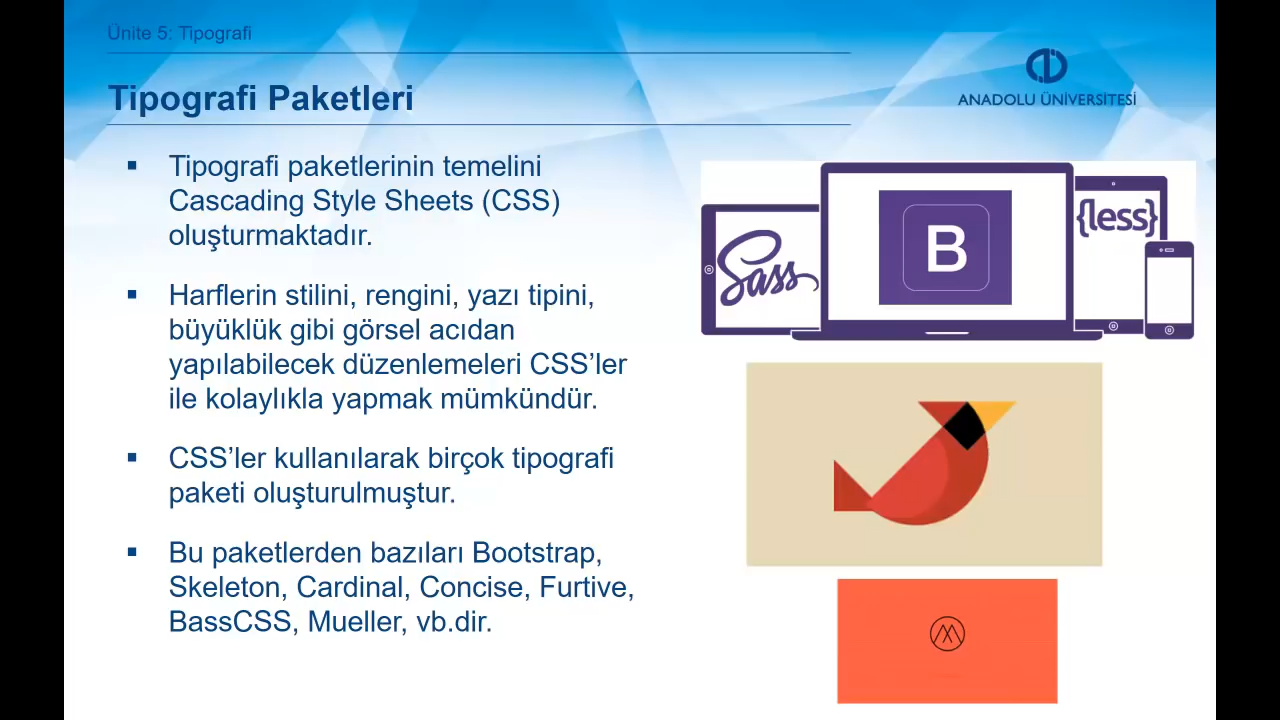 Ünite 5: Tipografi
Tipografi Paketleri
ANADOLU ÜNİVERSİTESİ
▪ Tipografi paketlerinin temelini
Cascading Style Sheets (CSS)
oluşturmaktadır.
▪ Harflerin stilini, rengini, yazı tipini,
büyüklük gibi görsel acıdan
yapılabilecek düzenlemeleri CSS’ler
ile kolaylıkla yapmak mümkündür.
▪ CSS’ler kullanılarak birçok tipografi
paketi oluşturulmuştur.
▪ Bu paketlerden bazıları Bootstrap,
Skeleton, Cardinal, Concise, Furtive,
BassCSS, Mueller, vb.dir.
Sass
B
{less}